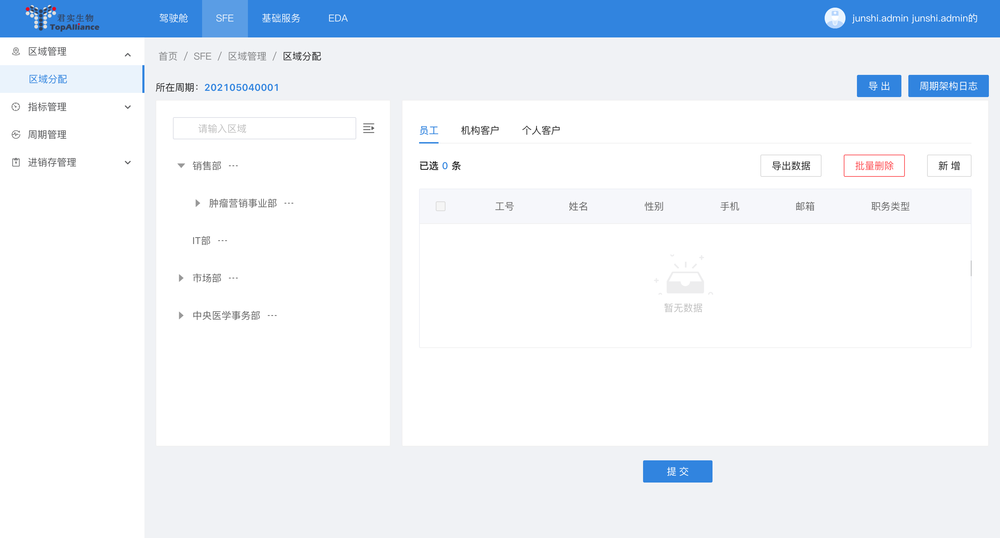 君实生物
TopAlliance
驾驶舱 SFE 基础服务 EDA
junshi.admin junshi.admin的
区域管理
区域分配
指标管理
周期管理
进销存管理
首页 / SFE / 区域管理 / 区域分配
所在周期：202105040001
导 出 周期架构日志
请输入区域
销售部 ---
肿瘤营销事业部 ---
IT部 ---
市场部 ---
中央医学事务部 ---
员工 机构客户 个人客户
已选 0 条
导出数据 批量删除 新 增
工号 姓名 性别 手机 邮箱 职务类型
暂无数据
提 交